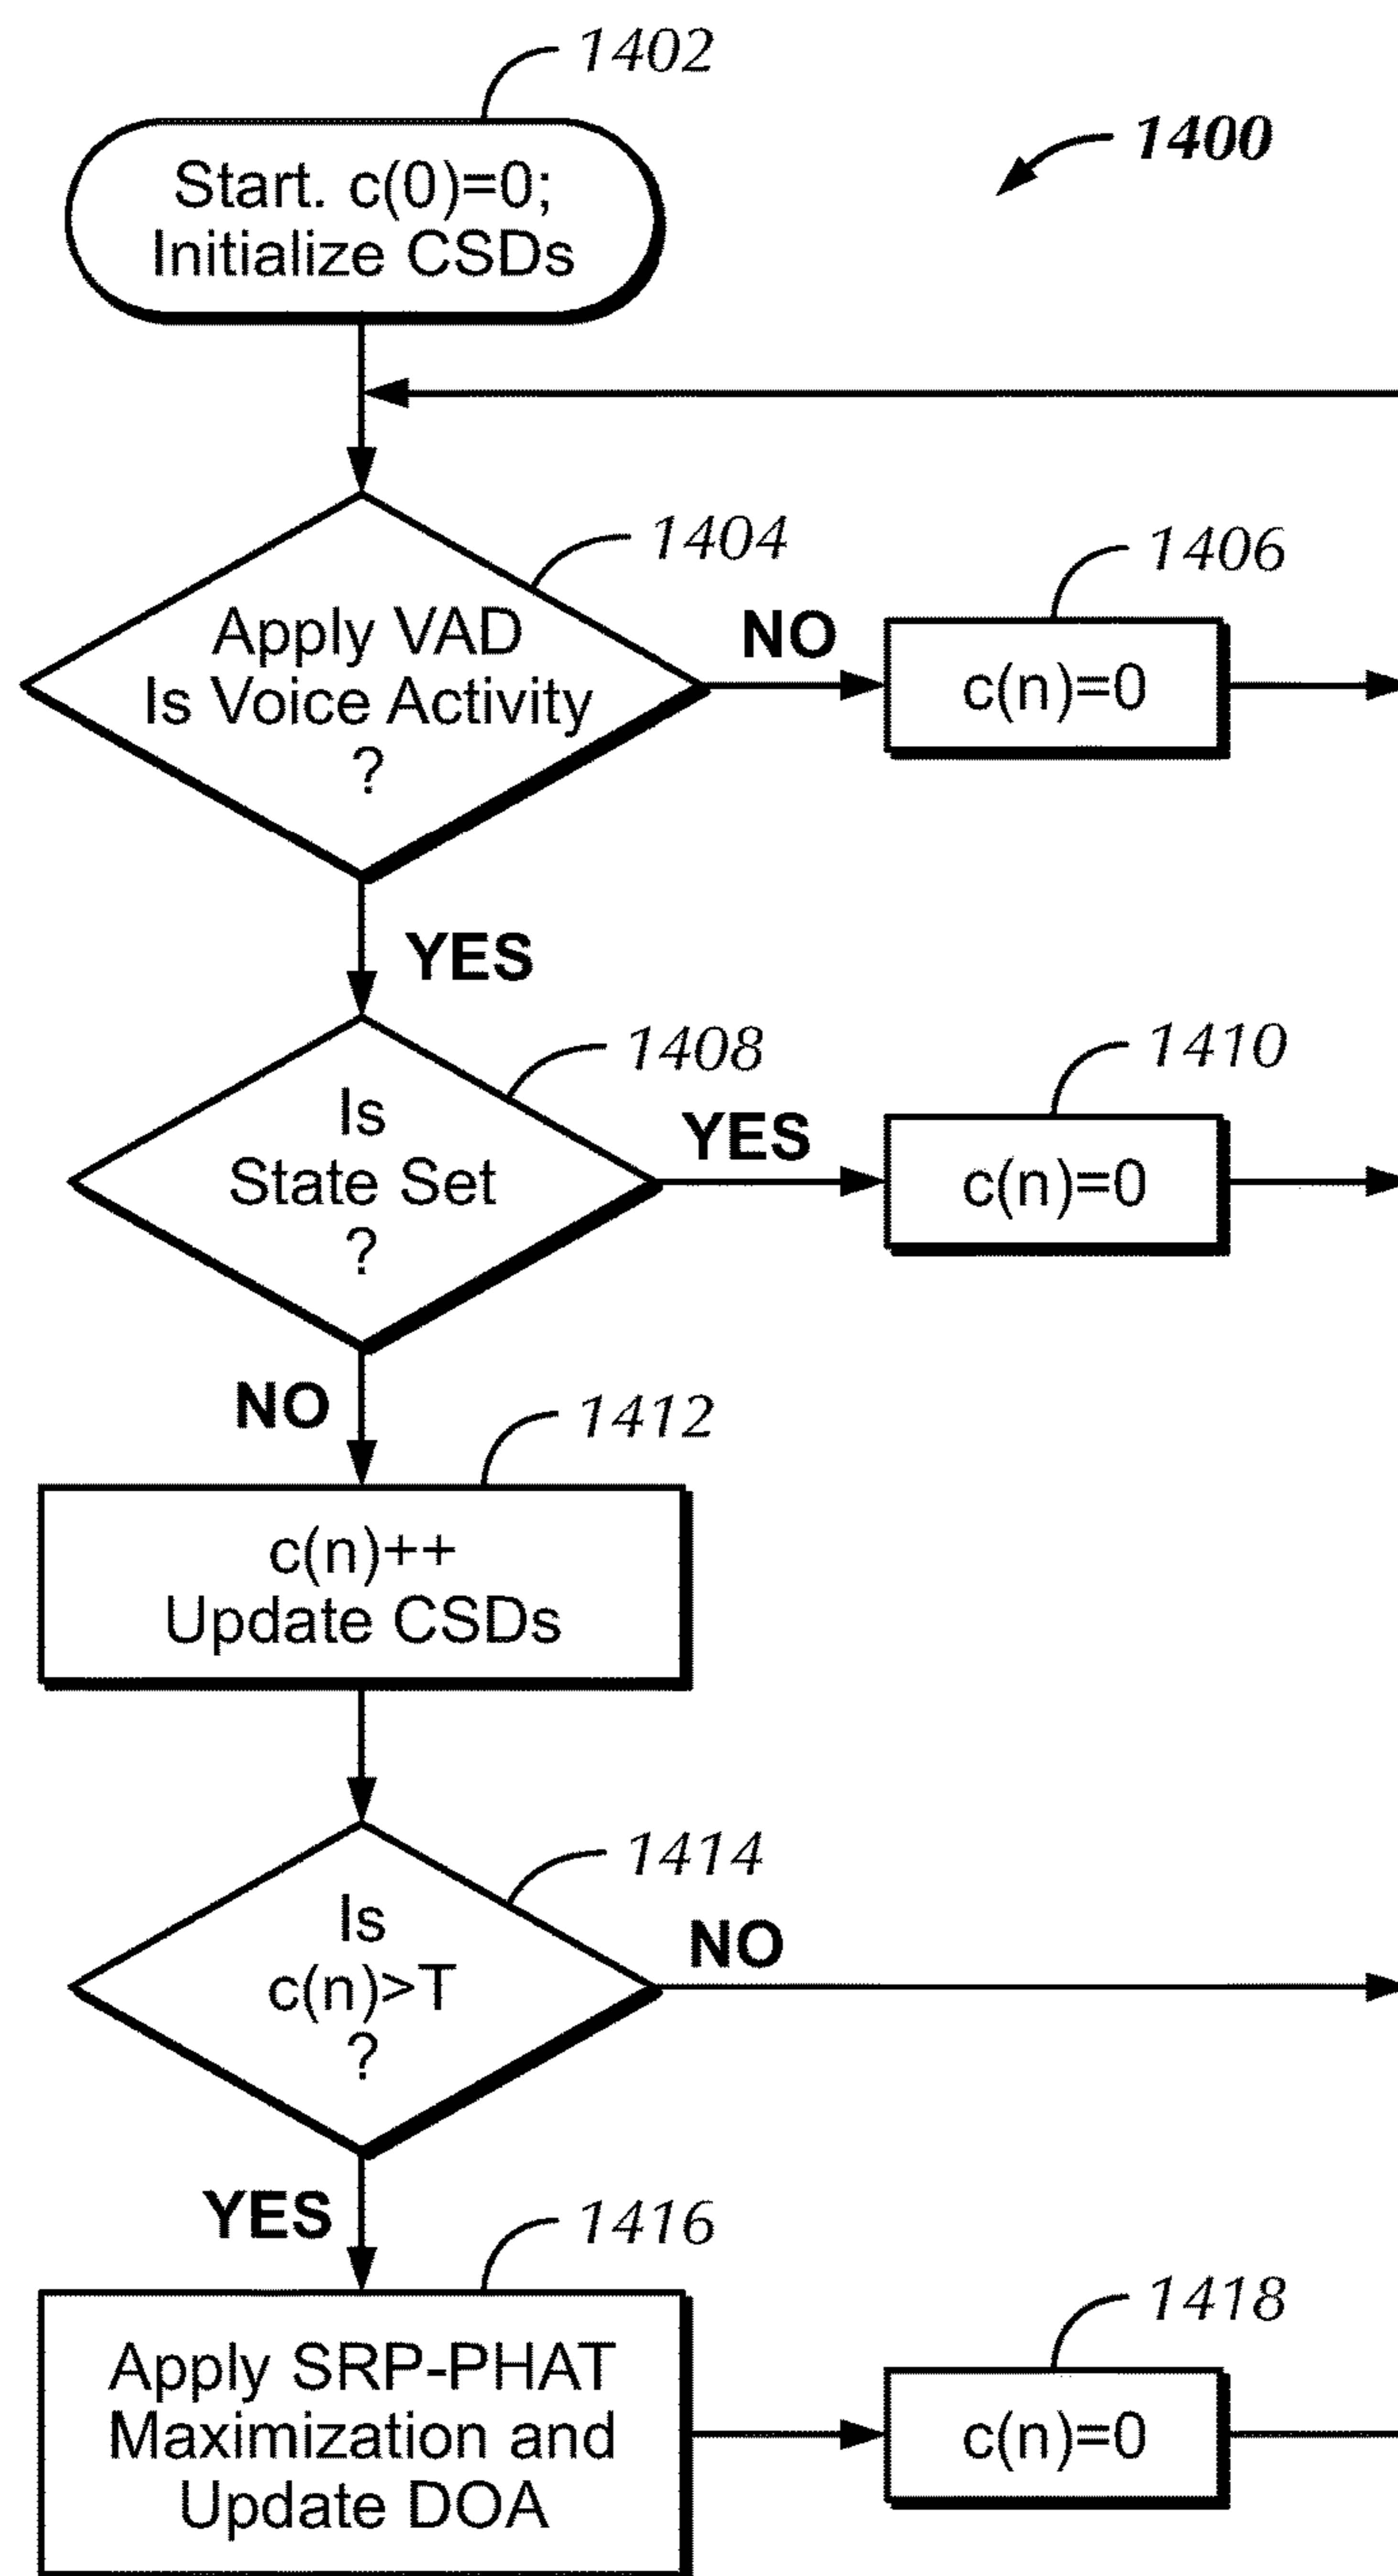 1402
1400
Start. c(0)=0;
Initialize CSDs
1404
1406
Apply VAD
Is Voice Activity
?
NO
c(n)=0
YES
1408
1410
Is
State Set
?
YES
c(n)=0
NO
1412
c(n)++
Update CSDs
1414
Is
c(n)>T
?
NO
YES
1416
1418
Apply SRP-PHAT
Maximization and
Update DOA
c(n)=0